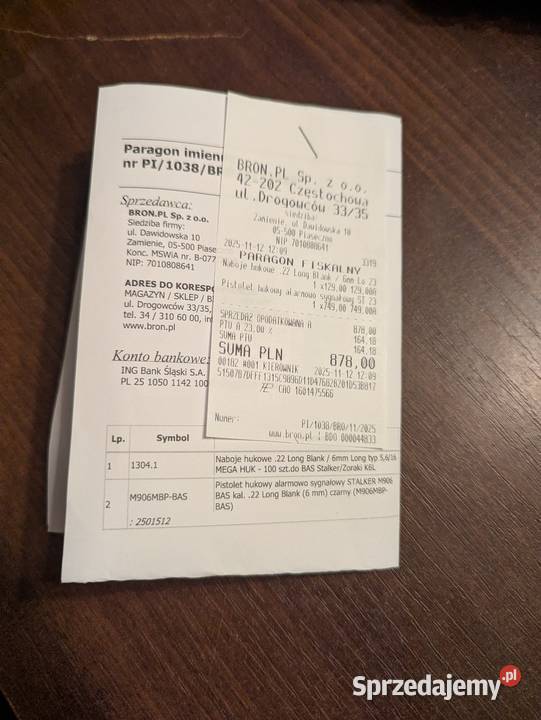 Paragon imienn
nr PI/1038/BR
Sprzedawca:
BRON.PL Sp. z o.o.
Siedziba firmy:
ul. Dawidowska 10
Zamienie, 05-500 Piase
Konc. MSWiA nr. B-077
NIP: 7010808641
ADRES DO KORESPO
MAGAZYN / SKLEP / B
ul. Drogowców 33/35,
tel. 34 / 310 60 00, in
www.bron.pl
Konto bankowe:
ING Bank Śląski S.A.
PL 25 1050 1142 100
BRON.PL Sp. z o.o.
42-202 Częstochowa
ul.Drogowców 33/35
siedziba:
Zamienie, ul. Dawidowska 10
05-500 Piaseczno
NIP 7010808641
2025-11-12 12:09 3319
PARAGON FISKALNY
Naboje hukowe .22 Long Blank / 6mm Lo 23
1 x129,00 129,00A
Pistolet hukowy alarmowo sygnałowy ST 23
1 x749,00 749,00A
SPRZEDAŻ OPODATKOWANA A 878,00
PTU A 23,00 % 164,18
SUMA PTU 164,18
SUMA PLN 878,00
00182 #001 KIEROWNIK 2025-11-12 12:09
CAO 1601475566
Numer: PI/1038/BRO/11/2025
www.bron.pl | BDO 000044833
Lp. Symbol
1 1304.1 Naboje hukowe .22 Long Blank / 6mm Long typ 5,6/16
MEGA HUK - 100 szt.do BAS Stalker/Zoraki K6L
2 M906MBP-BAS Pistolet hukowy alarmowo sygnałowy STALKER M906
BAS kal. .22 Long Blank (6 mm) czarny (M906MBP-
BAS)
: 2501512
Sprzedajemy.pl